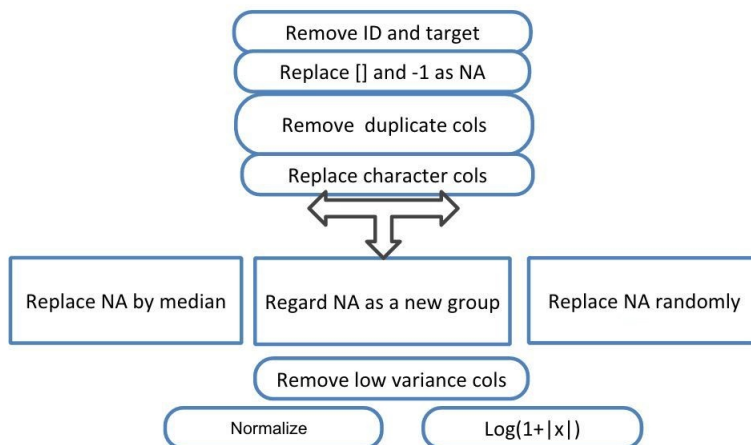 Remove ID and target
Replace [] and -1 as NA
Remove duplicate cols
Replace character cols
Replace NA by median
Regard NA as a new group
Replace NA randomly
Remove low variance cols
Normalize
Log(1+|x|)